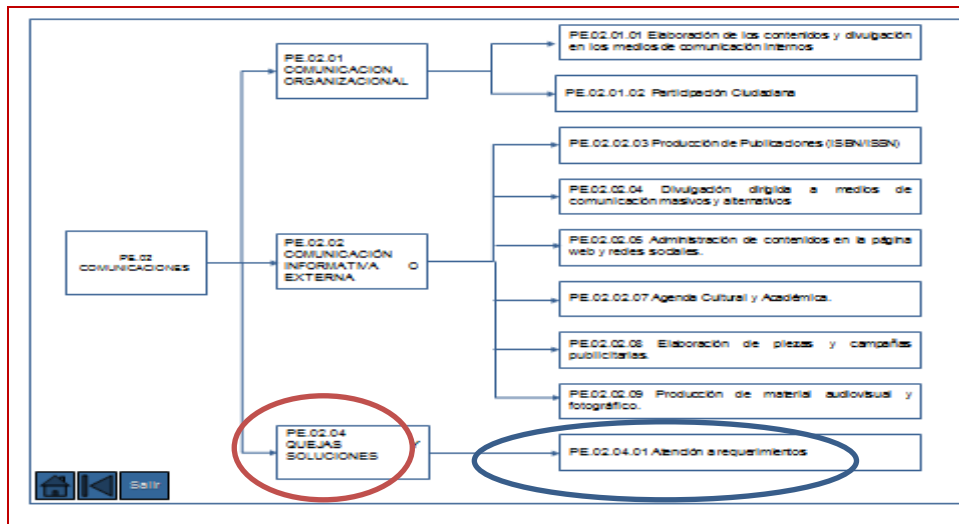 PE.02
COMUNICACIONES
PE.02.01
COMUNICACION
ORGANIZACIONAL
PE.02.01.01 Elaboración de los contenidos y divulgación
en los medios de comunicación internos
PE.02.01.02 Participación Ciudadana
PE.02.02
COMUNICACIÓN
INFORMATIVA O
EXTERNA
PE.02.02.03 Producción de Publicaciones (ISBN/ISSN)
PE.02.02.04 Divulgación dirigida a medios de
comunicación masivos y alternativos
PE.02.02.05 Administración de contenidos en la página
web y redes sociales.
PE.02.02.07 Agenda Cultural y Académica.
PE.02.02.08 Elaboración de piezas y campañas
publicitarias.
PE.02.02.09 Producción de material audiovisual y
fotográfico.
PE.02.04
QUEJAS Y
SOLUCIONES
PE.02.04.01 Atención a requerimientos
Salir